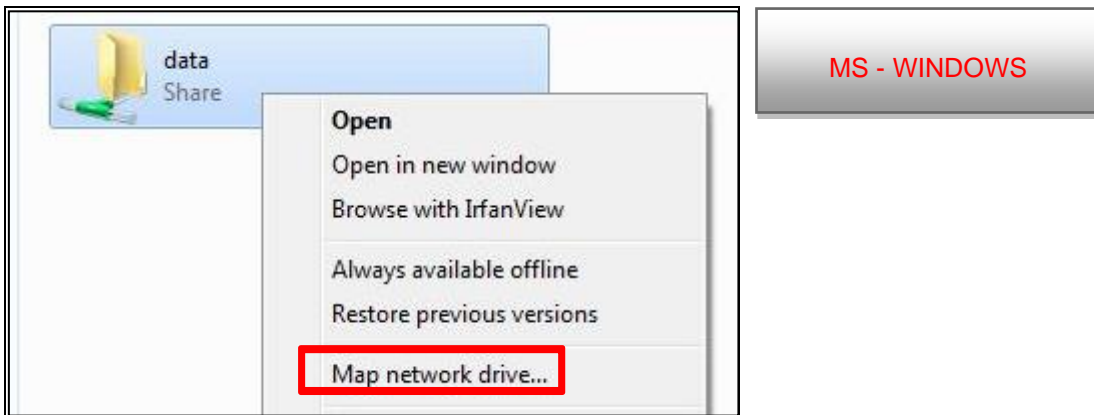 data
Share
Open
Open in new window
Browse with IrfanView
Always available offline
Restore previous versions
Map network drive...
MS - WINDOWS